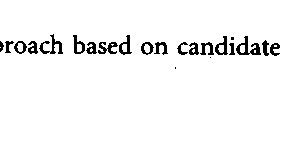 roach based on candidate